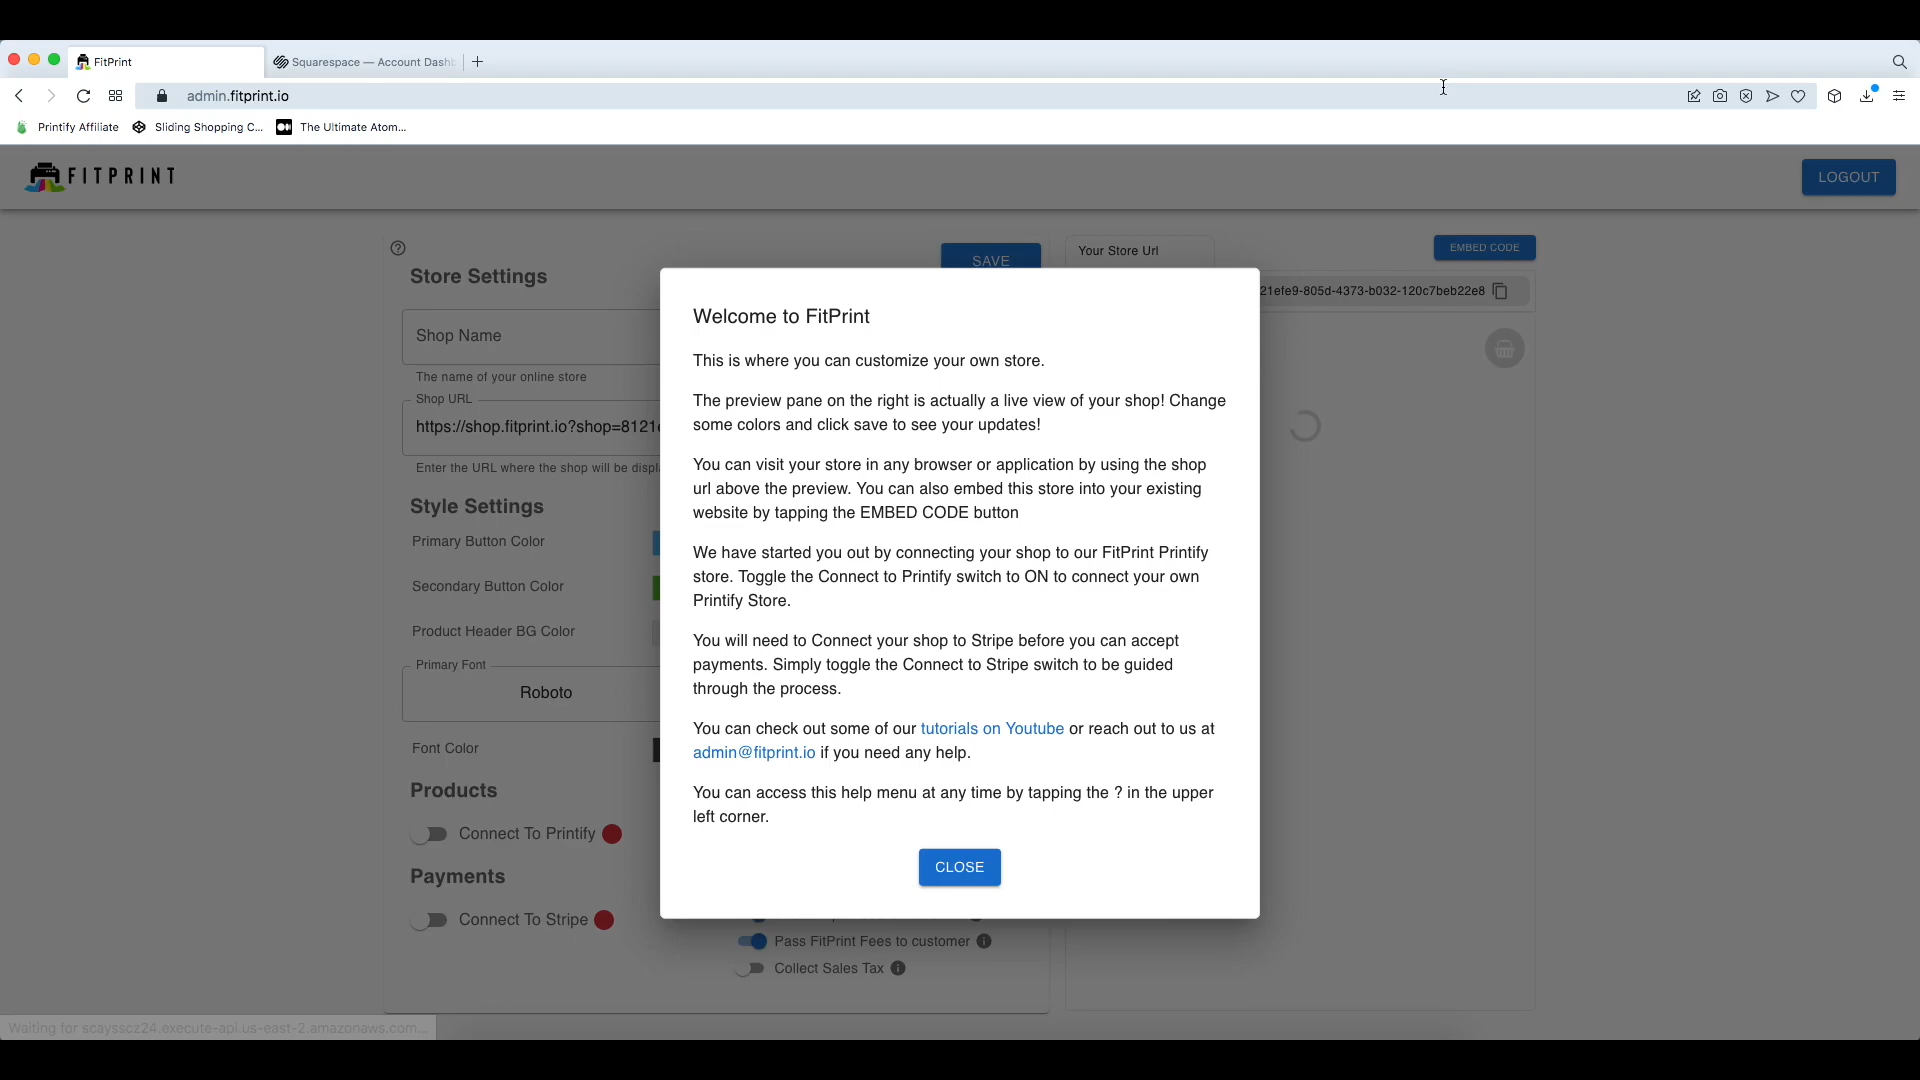 FitPrint
Squarespace — Account Dashb
admin.fitprint.io
Printify Affiliate
Sliding Shopping C...
The Ultimate Atom...
FITPRINT
LOGOUT
SAVE
Store Settings
Shop Name
The name of your online store
Shop URL
https://shop.fitprint.io?shop=8121
Enter the URL where the shop will be displ
Style Settings
Primary Button Color
Secondary Button Color
Product Header BG Color
Primary Font
Roboto
Font Color
Products
Connect To Printify
Payments
Connect To Stripe
Pass FitPrint Fees to customer
Collect Sales Tax
Your Store Url
EMBED CODE
21efe9-805d-4373-b032-120c7beb22e8
Welcome to FitPrint
This is where you can customize your own store.
The preview pane on the right is actually a live view of your shop! Change
some colors and click save to see your updates!
You can visit your store in any browser or application by using the shop
url above the preview. You can also embed this store into your existing
website by tapping the EMBED CODE button
We have started you out by connecting your shop to our FitPrint Printify
store. Toggle the Connect to Printify switch to ON to connect your own
Printify Store.
You will need to Connect your shop to Stripe before you can accept
payments. Simply toggle the Connect to Stripe switch to be guided
through the process.
You can check out some of our tutorials on Youtube or reach out to us at
admin@fitprint.io if you need any help.
You can access this help menu at any time by tapping the ? in the upper
left corner.
CLOSE
Waiting for scaysscz24.execute-api.us-east-2.amazonaws.com...